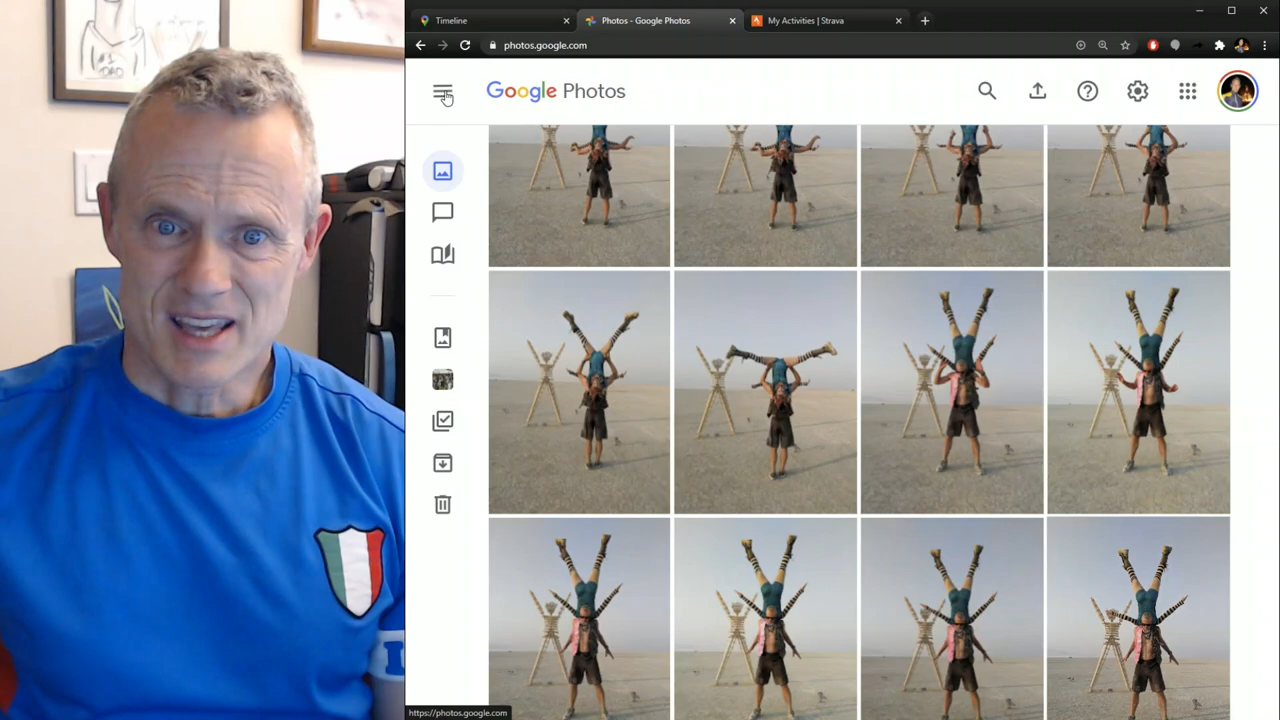 Timeline
Photos - Google Photos
My Activities | Strava
photos.google.com
Google Photos
https://photos.google.com